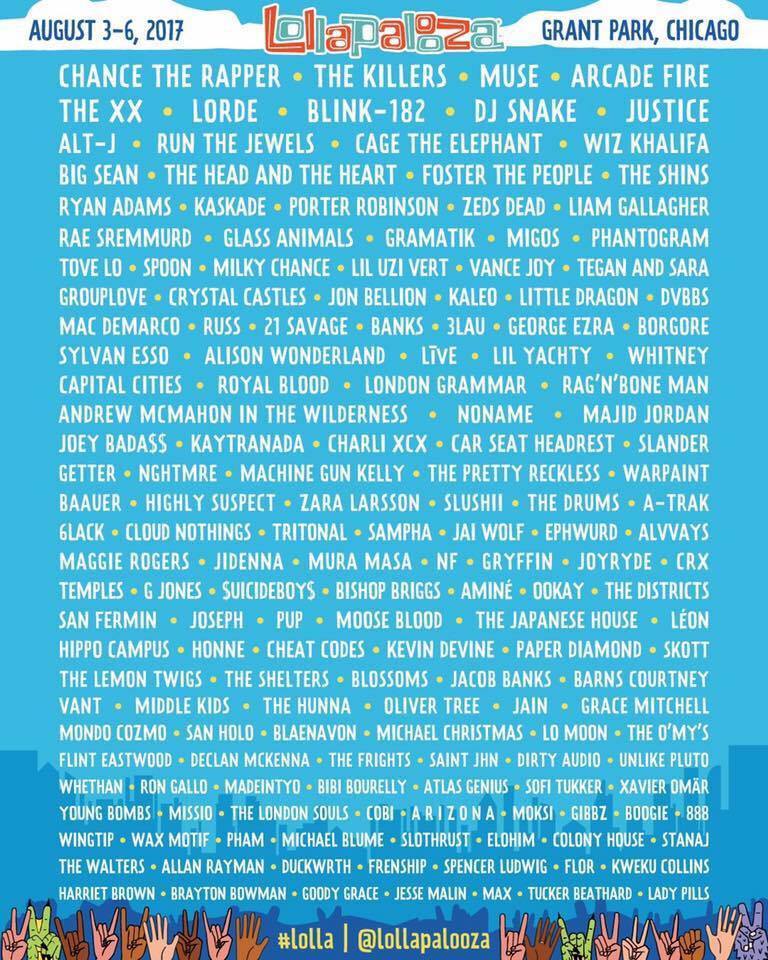 AUGUST 3-6, 2017
Lollapalooza
GRANT PARK, CHICAGO
CHANCE THE RAPPER • THE KILLERS • MUSE • ARCADE FIRE
THE XX • LORDE • BLINK-182 • DJ SNAKE • JUSTICE
ALT-J • RUN THE JEWELS • CAGE THE ELEPHANT • WIZ KHALIFA
BIG SEAN • THE HEAD AND THE HEART • FOSTER THE PEOPLE • THE SHINS
RYAN ADAMS • KASKADE • PORTER ROBINSON • ZEDS DEAD • LIAM GALLAGHER
RAE SREMMURD • GLASS ANIMALS • GRAMATIK • MIGOS • PHANTOGRAM
TOVE LO • SPOON • MILKY CHANCE • LIL UZI VERT • VANCE JOY • TEGAN AND SARA
GROUPLOVE • CRYSTAL CASTLES • JON BELLION • KALEO • LITTLE DRAGON • DVBBS
MAC DEMARCO • RUSS • 21 SAVAGE • BANKS • 3LAU • GEORGE EZRA • BORGORE
SYLVAN ESSO • ALISON WONDERLAND • LĪVE • LIL YACHTY • WHITNEY
CAPITAL CITIES • ROYAL BLOOD • LONDON GRAMMAR • RAG'N'BONE MAN
ANDREW MCMAHON IN THE WILDERNESS • NONAME • MAJID JORDAN
JOEY BADA$$ • KAYTRANADA • CHARLI XCX • CAR SEAT HEADREST • SLANDER
GETTER • NGHTMRE • MACHINE GUN KELLY • THE PRETTY RECKLESS • WARPAINT
BAAUER • HIGHLY SUSPECT • ZARA LARSSON • SLUSHII • THE DRUMS • A-TRAK
6LACK • CLOUD NOTHINGS • TRITONAL • SAMPHA • JAI WOLF • EPHWURD • ALVVAYS
MAGGIE ROGERS • JIDENNA • MURA MASA • NF • GRYFFIN • JOYRYDE • CRX
TEMPLES • G JONES • $UICIDEBOY$ • BISHOP BRIGGS • AMINÉ • OOKAY • THE DISTRICTS
SAN FERMIN • JOSEPH • PUP • MOOSE BLOOD • THE JAPANESE HOUSE • LÉON
HIPPO CAMPUS • HONNE • CHEAT CODES • KEVIN DEVINE • PAPER DIAMOND • SKOTT
THE LEMON TWIGS • THE SHELTERS • BLOSSOMS • JACOB BANKS • BARNS COURTNEY
VANT • MIDDLE KIDS • THE HUNNA • OLIVER TREE • JAIN • GRACE MITCHELL
MONDO COZMO • SAN HOLO • BLAENAVON • MICHAEL CHRISTMAS • LO MOON • THE O'MY'S
FLINT EASTWOOD • DECLAN MCKENNA • THE FRIGHTS • SAINT JHN • DIRTY AUDIO • UNLIKE PLUTO
WHETHAN • RON GALLO • MADEINTYO • BIBI BOURELLY • ATLAS GENIUS • SOFI TUKKER • XAVIER OMÄR
YOUNG BOMBS • MISSIO • THE LONDON SOULS • COBI • A R I Z O N A • MOKSI • GIBBZ • BOOGIE • 888
WINGTIP • WAX MOTIF • PHAM • MICHAEL BLUME • SLOTHRUST • ELOHIM • COLONY HOUSE • STANAJ
THE WALTERS • ALLAN RAYMAN • DUCKWRTH • FRENSHIP • SPENCER LUDWIG • FLOR • KWEKU COLLINS
HARRIET BROWN • BRAYTON BOWMAN • GOODY GRACE • JESSE MALIN • MAX • TUCKER BEATHARD • LADY PILLS
#lolla | @lollapalooza